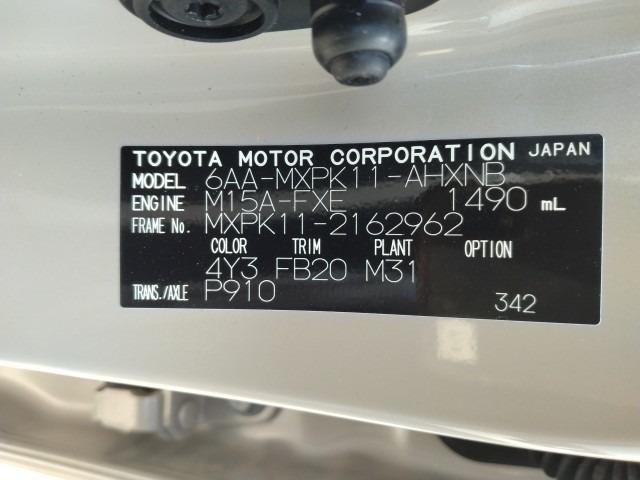 TOYOTA MOTOR CORPORATION JAPAN
MODEL 6AA-MXPK11-AHXNB
ENGINE M15A-FXE 1490 mL
FRAME No. MXPK11-2162962
COLOR TRIM PLANT OPTION
4Y3 FB20 M31
TRANS./AXLE P910
342